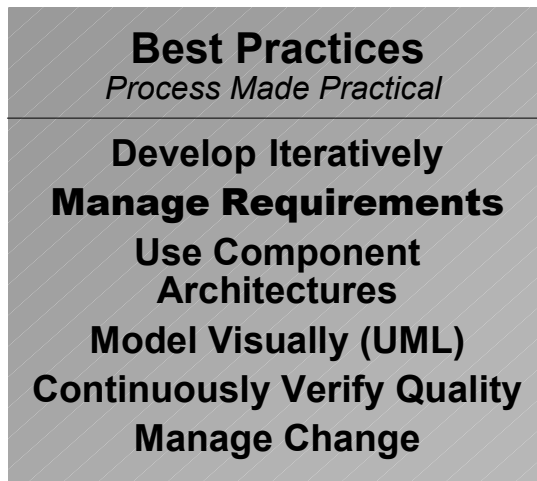 Best Practices
Process Made Practical
Develop Iteratively
Manage Requirements
Use Component
Architectures
Model Visually (UML)
Continuously Verify Quality
Manage Change